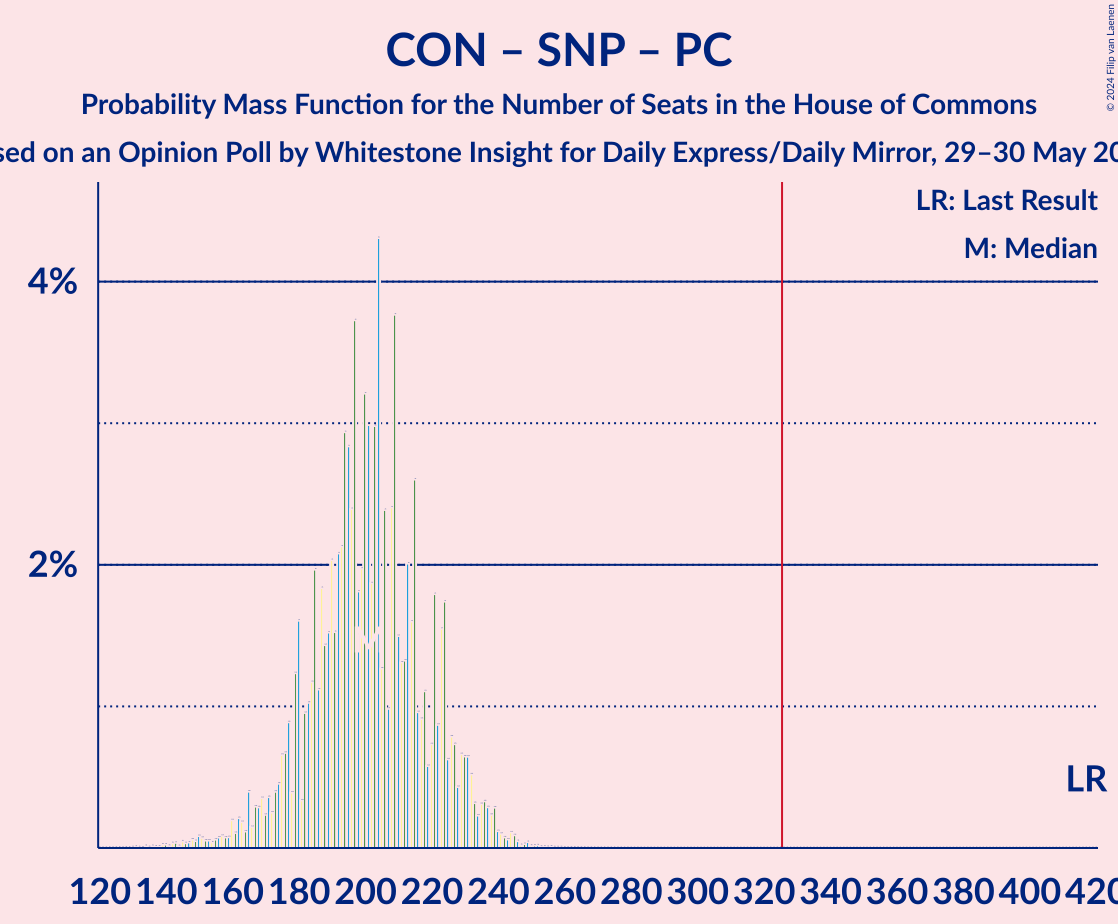 CON – SNP – PC
Probability Mass Function for the Number of Seats in the House of Commons
sed on an Opinion Poll by Whitestone Insight for Daily Express/Daily Mirror, 29–30 May 20
© 2024 Filip van Laenen
LR: Last Result
M: Median
4%
2%
LR
120 140 160 180 200 220 240 260 280 300 320 340 360 380 400 420